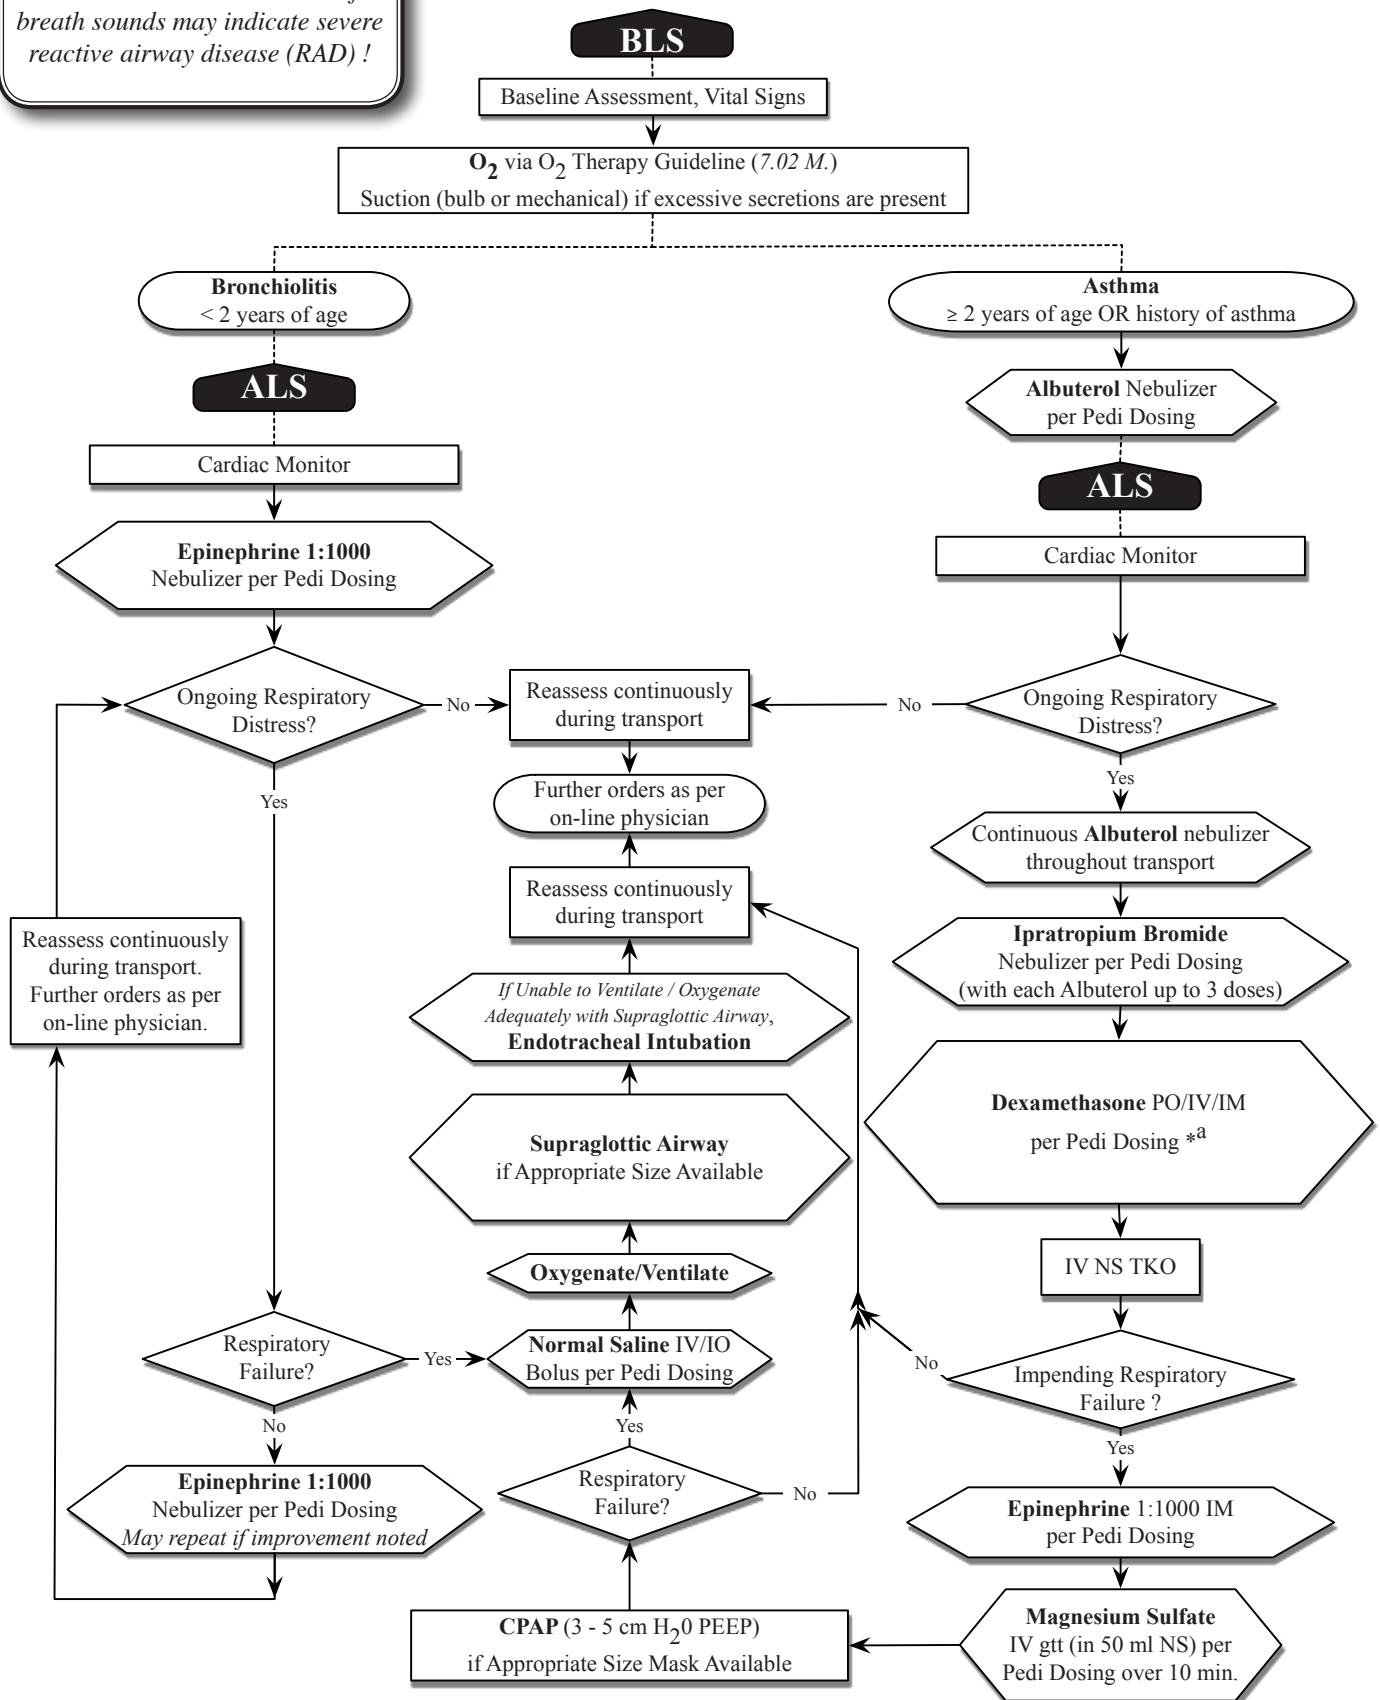 breath sounds may indicate severe
reactive airway disease (RAD) !
BLS
Baseline Assessment, Vital Signs
O2 via O2 Therapy Guideline (7.02 M.)
Suction (bulb or mechanical) if excessive secretions are present
Bronchiolitis
< 2 years of age
ALS
Cardiac Monitor
Epinephrine 1:1000
Nebulizer per Pedi Dosing
Ongoing Respiratory
Distress?
No
Yes
Reassess continuously
during transport.
Further orders as per
on-line physician.
Respiratory
Failure?
Yes
No
Epinephrine 1:1000
Nebulizer per Pedi Dosing
May repeat if improvement noted
Reassess continuously
during transport
Further orders as per
on-line physician
Reassess continuously
during transport
If Unable to Ventilate / Oxygenate
Adequately with Supraglottic Airway,
Endotracheal Intubation
Supraglottic Airway
if Appropriate Size Available
Oxygenate/Ventilate
Normal Saline IV/IO
Bolus per Pedi Dosing
Yes
Respiratory
Failure?
No
CPAP (3 - 5 cm H20 PEEP)
if Appropriate Size Mask Available
Asthma
≥ 2 years of age OR history of asthma
Albuterol Nebulizer
per Pedi Dosing
ALS
Cardiac Monitor
Ongoing Respiratory
Distress?
No
Yes
Continuous Albuterol nebulizer
throughout transport
Ipratropium Bromide
Nebulizer per Pedi Dosing
(with each Albuterol up to 3 doses)
Dexamethasone PO/IV/IM
per Pedi Dosing *a
IV NS TKO
Impending Respiratory
Failure ?
No
Yes
Epinephrine 1:1000 IM
per Pedi Dosing
Magnesium Sulfate
IV gtt (in 50 ml NS) per
Pedi Dosing over 10 min.